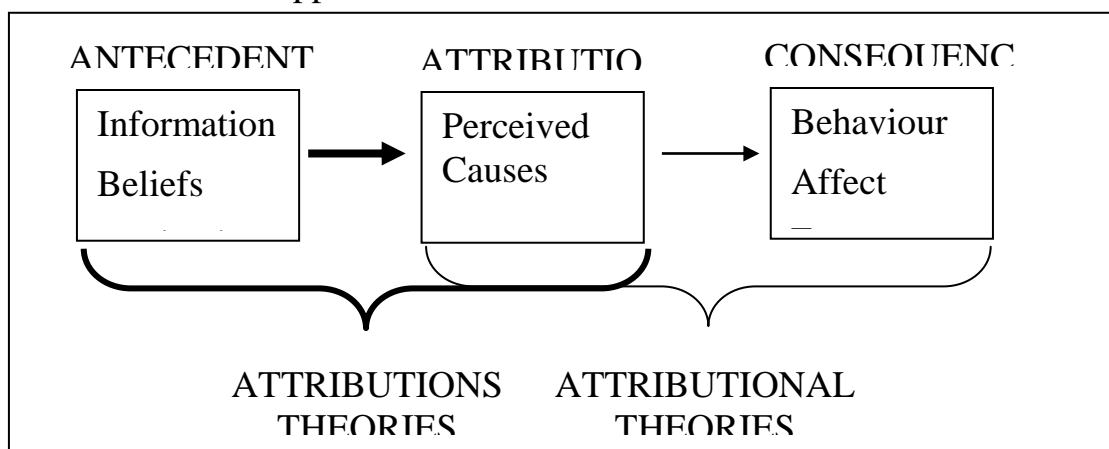 ANTECEDENT
ATTRIBUTIO
CONSEQUENC
Information
Beliefs
Perceived
Causes
Behaviour
Affect
ATTRIBUTIONS
THEORIES
ATTRIBUTIONAL
THEORIES